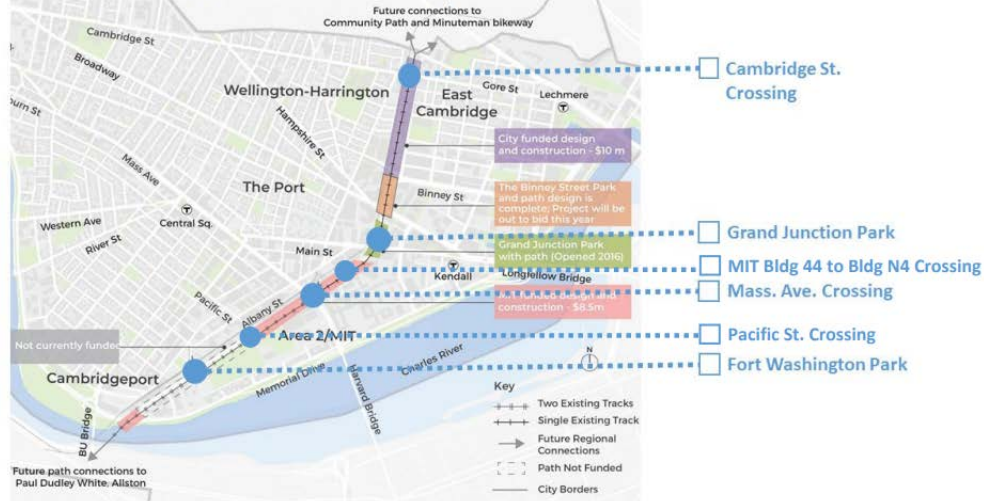 Future connections to
Community Path and Minuteman bikeway
Cambridge St
Broadway
Wellington-Harrington
East
Cambridge
Gore St
Lechmere
T
Cambridge St.
Crossing
Hampshire St
City funded design
and construction - $10 m
Mass Ave
The Port
Binney St
The Binney Street Park
and path design is
complete; Project will be
out to bid this year
Western Ave
Central Sq.
T
River St
Main St
Grand Junction Park
with path (Opened 2016)
Grand Junction Park
T
Kendall
Longfellow Bridge
MIT Bldg 44 to Bldg N4 Crossing
Pacific St
Albany St
funded design and
construction - $8.5m
Mass. Ave. Crossing
Not currently funded
Area 2/MIT
Pacific St. Crossing
Cambridgeport
Memorial Drive
Charles River
Harvard Bridge
N
Fort Washington Park
BU Bridge
Key
Two Existing Tracks
Single Existing Track
Future Regional
Connections
Path Not Funded
City Borders
Future path connections to
Paul Dudley White, Allston